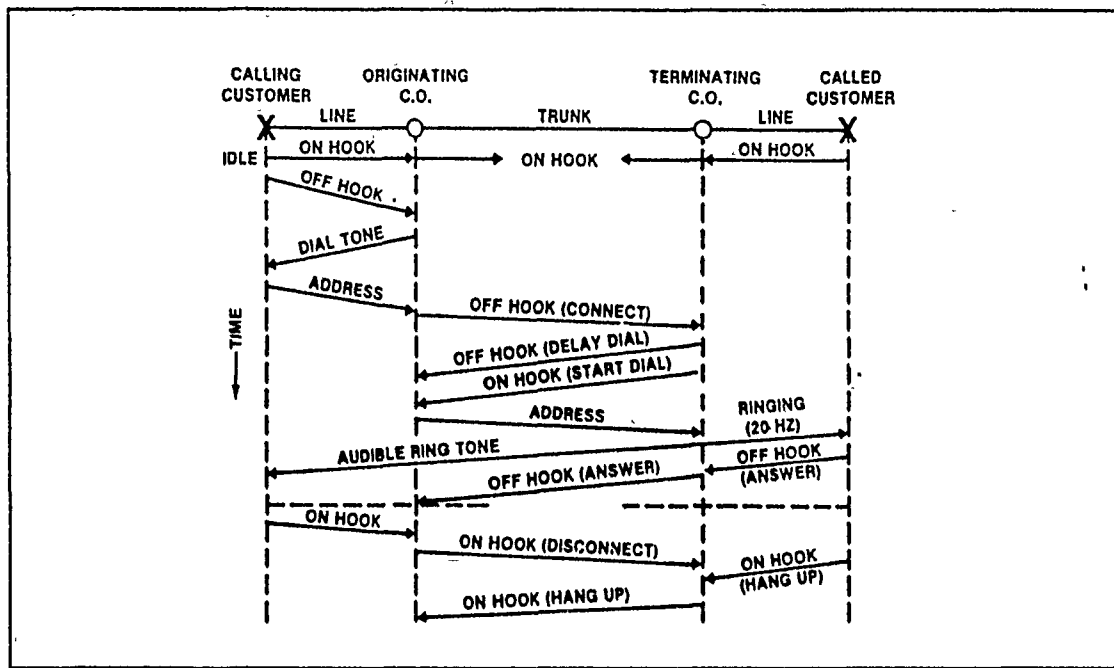 CALLING CUSTOMER
ORIGINATING C.O.
TERMINATING C.O.
CALLED CUSTOMER
LINE
TRUNK
LINE
IDLE
ON HOOK
ON HOOK
ON HOOK
OFF HOOK
DIAL TONE
ADDRESS
OFF HOOK (CONNECT)
TIME
OFF HOOK (DELAY DIAL)
ON HOOK (START DIAL)
ADDRESS
RINGING
(20 HZ)
AUDIBLE RING TONE
OFF HOOK
(ANSWER)
OFF HOOK (ANSWER)
ON HOOK
ON HOOK (DISCONNECT)
ON HOOK
(HANG UP)
ON HOOK (HANG UP)